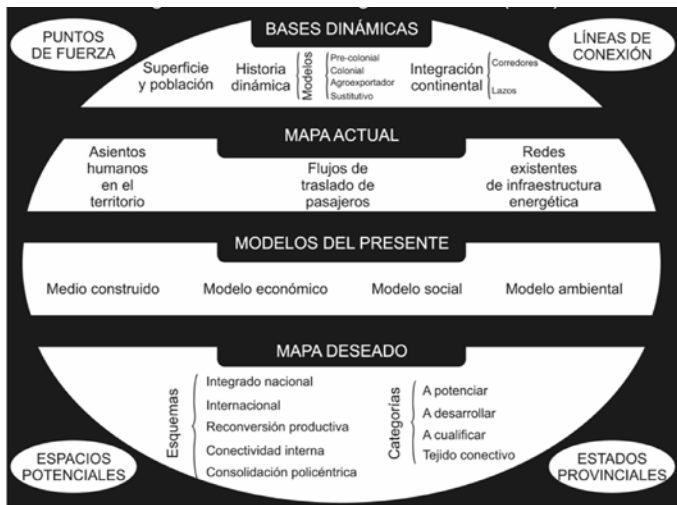 PUNTOS
DE FUERZA
BASES DINÁMICAS
LÍNEAS DE
CONEXIÓN
Superficie
y población
Historia
dinámica
Modelos
Pre-colonial
Colonial
Agroexportador
Sustitutivo
Integración
continental
Corredores
Lazos
MAPA ACTUAL
Asientos
humanos
en el
territorio
Flujos de
traslado de
pasajeros
Redes
existentes
de infraestructura
energética
MODELOS DEL PRESENTE
Medio construido
Modelo económico
Modelo social
Modelo ambiental
MAPA DESEADO
Esquemas
Integrado nacional
Internacional
Reconversión productiva
Conectividad interna
Consolidación policéntrica
Categorías
A potenciar
A desarrollar
A cualificar
Tejido conectivo
ESPACIOS
POTENCIALES
ESTADOS
PROVINCIALES